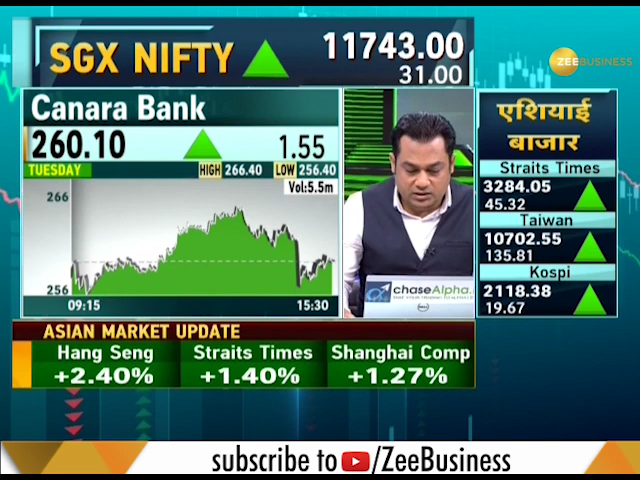 SGX NIFTY
11743.00
31.00
ZEEBUSINESS
Canara Bank
260.10
1.55
TUESDAY
HIGH 266.40 LOW 256.40
Vol:5.5m
266
256
09:15 15:30
chaseAlpha.
DELL
एशियाई
बाजार
Straits Times
3284.05
45.32
Taiwan
10702.55
135.81
Kospi
2118.38
19.67
ASIAN MARKET UPDATE
Hang Seng
+2.40%
Straits Times
+1.40%
Shanghai Comp
+1.27%
subscribe to /ZeeBusiness